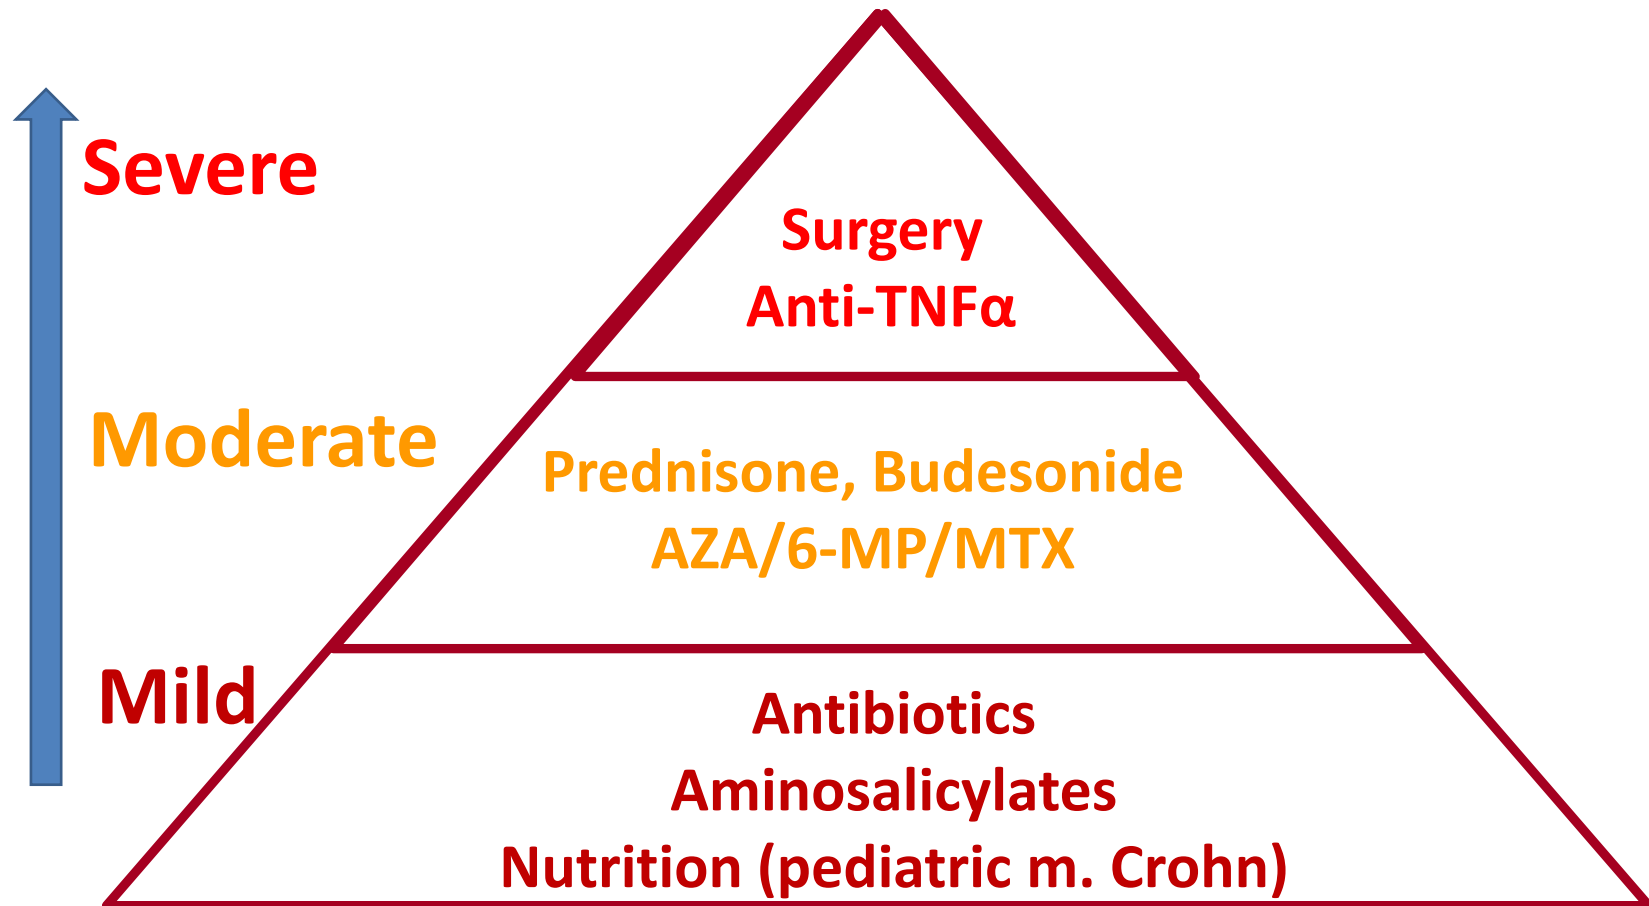 Severe
Surgery
Anti-TNFα
Moderate
Prednisone, Budesonide
AZA/6-MP/MTX
Mild
Antibiotics
Aminosalicylates
Nutrition (pediatric m. Crohn)